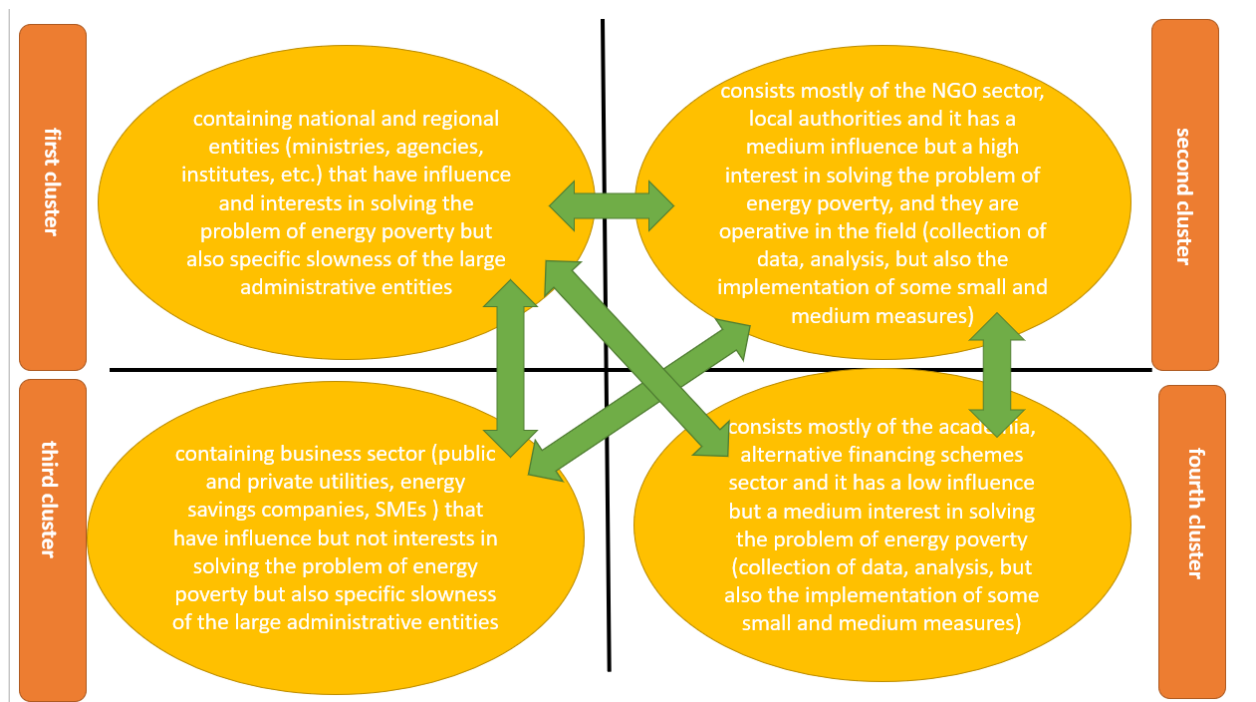 first cluster
containing national and regional
entities (ministries, agencies,
institutes, etc.) that have influence
and interests in solving the
problem of energy poverty but
also specific slowness of the large
administrative entities
consists mostly of the NGO sector,
local authorities and it has a
medium influence but a high
interest in solving the problem of
energy poverty, and they are
operative in the field (collection of
data, analysis, but also the
implementation of some small and
medium measures)
second cluster
third cluster
containing business sector (public
and private utilities, energy
savings companies, SMEs ) that
have influence but not interests in
solving the problem of energy
poverty but also specific slowness
of the large administrative entities
consists mostly of the academia,
alternative financing schemes
sector and it has a low influence
but a medium interest in solving
the problem of energy poverty
(collection of data, analysis, but
also the implementation of some
small and medium measures)
fourth cluster